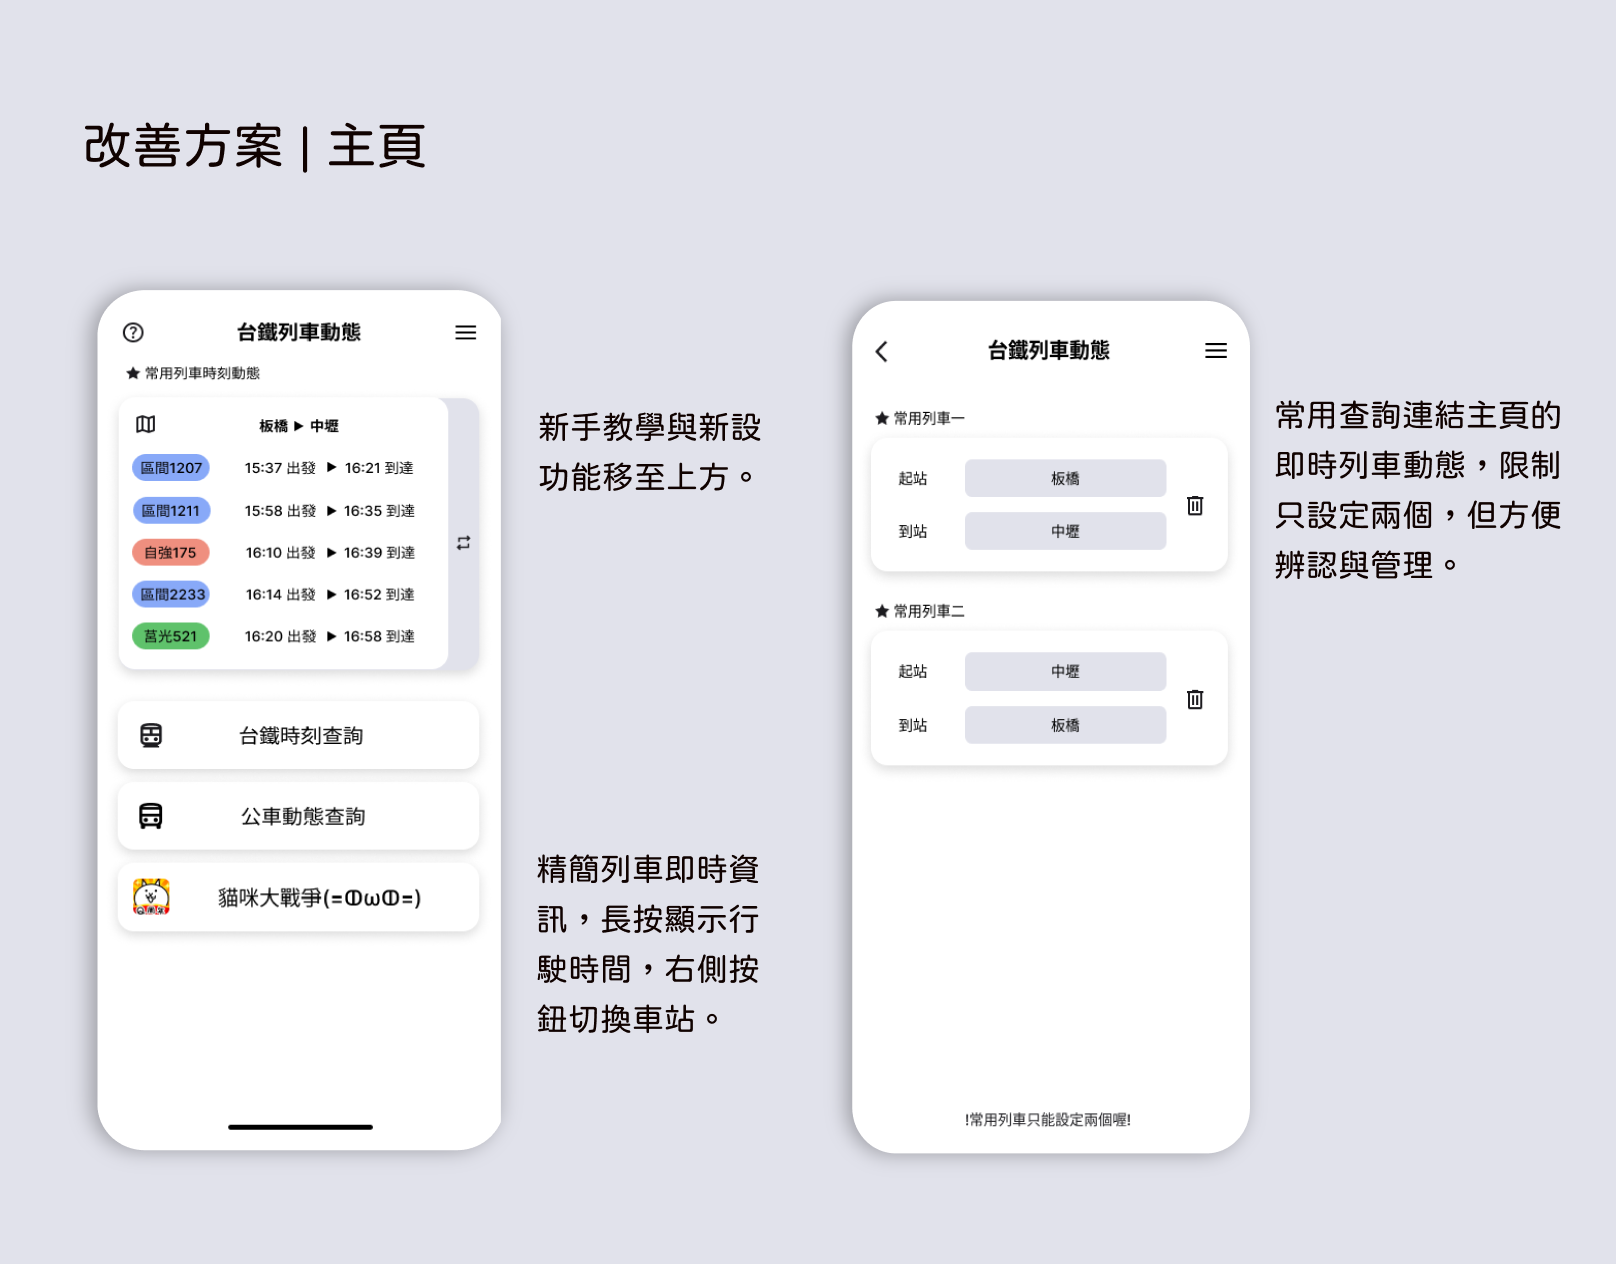 改善方案 | 主頁
台鐵列車動態
★ 常用列車時刻動態
板橋 ▶ 中壢
區間1207 15:37 出發 ▶ 16:21 到達
區間1211 15:58 出發 ▶ 16:35 到達
自強175 16:10 出發 ▶ 16:39 到達
區間2233 16:14 出發 ▶ 16:52 到達
莒光521 16:20 出發 ▶ 16:58 到達
台鐵時刻查詢
公車動態查詢
貓咪大戰爭(=ↀωↀ=)
新手教學與新設
功能移至上方。
精簡列車即時資
訊，長按顯示行
駛時間，右側按
鈕切換車站。
台鐵列車動態
★ 常用列車一
起站 板橋
到站 中壢
★ 常用列車二
起站 中壢
到站 板橋
!常用列車只能設定兩個喔!
常用查詢連結主頁的
即時列車動態，限制
只設定兩個，但方便
辨認與管理。